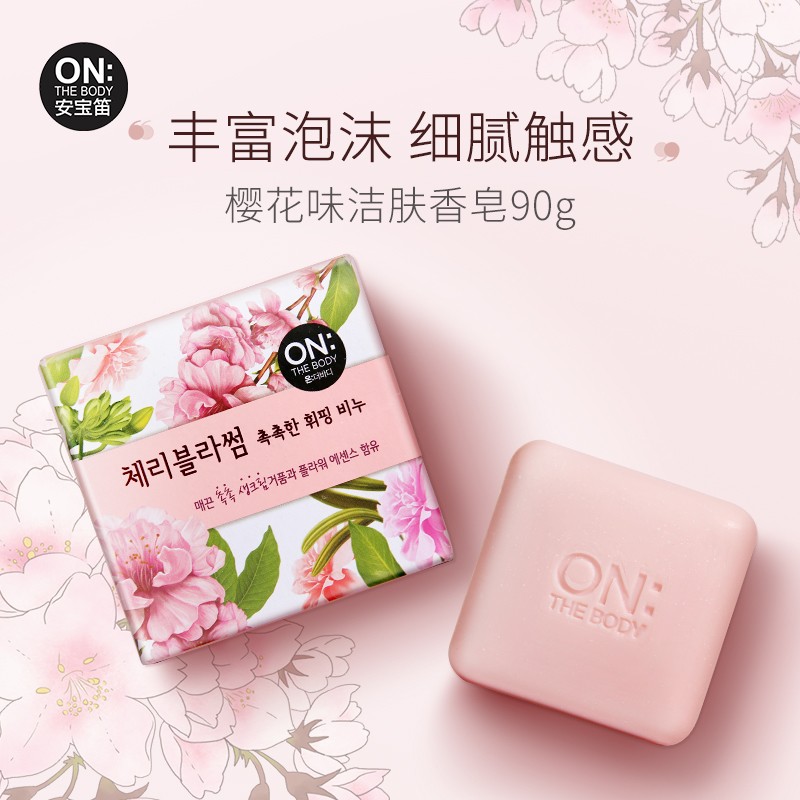 ON:
THE BODY
安宝笛
丰富泡沫 细腻触感
樱花味洁肤香皂90g
ON:
THE BODY
온:더바디
체리블라썸 촉촉한 휘핑 비누
매끈 촉촉 생크림거품과 플라워 에센스 함유
ON:
THE BODY